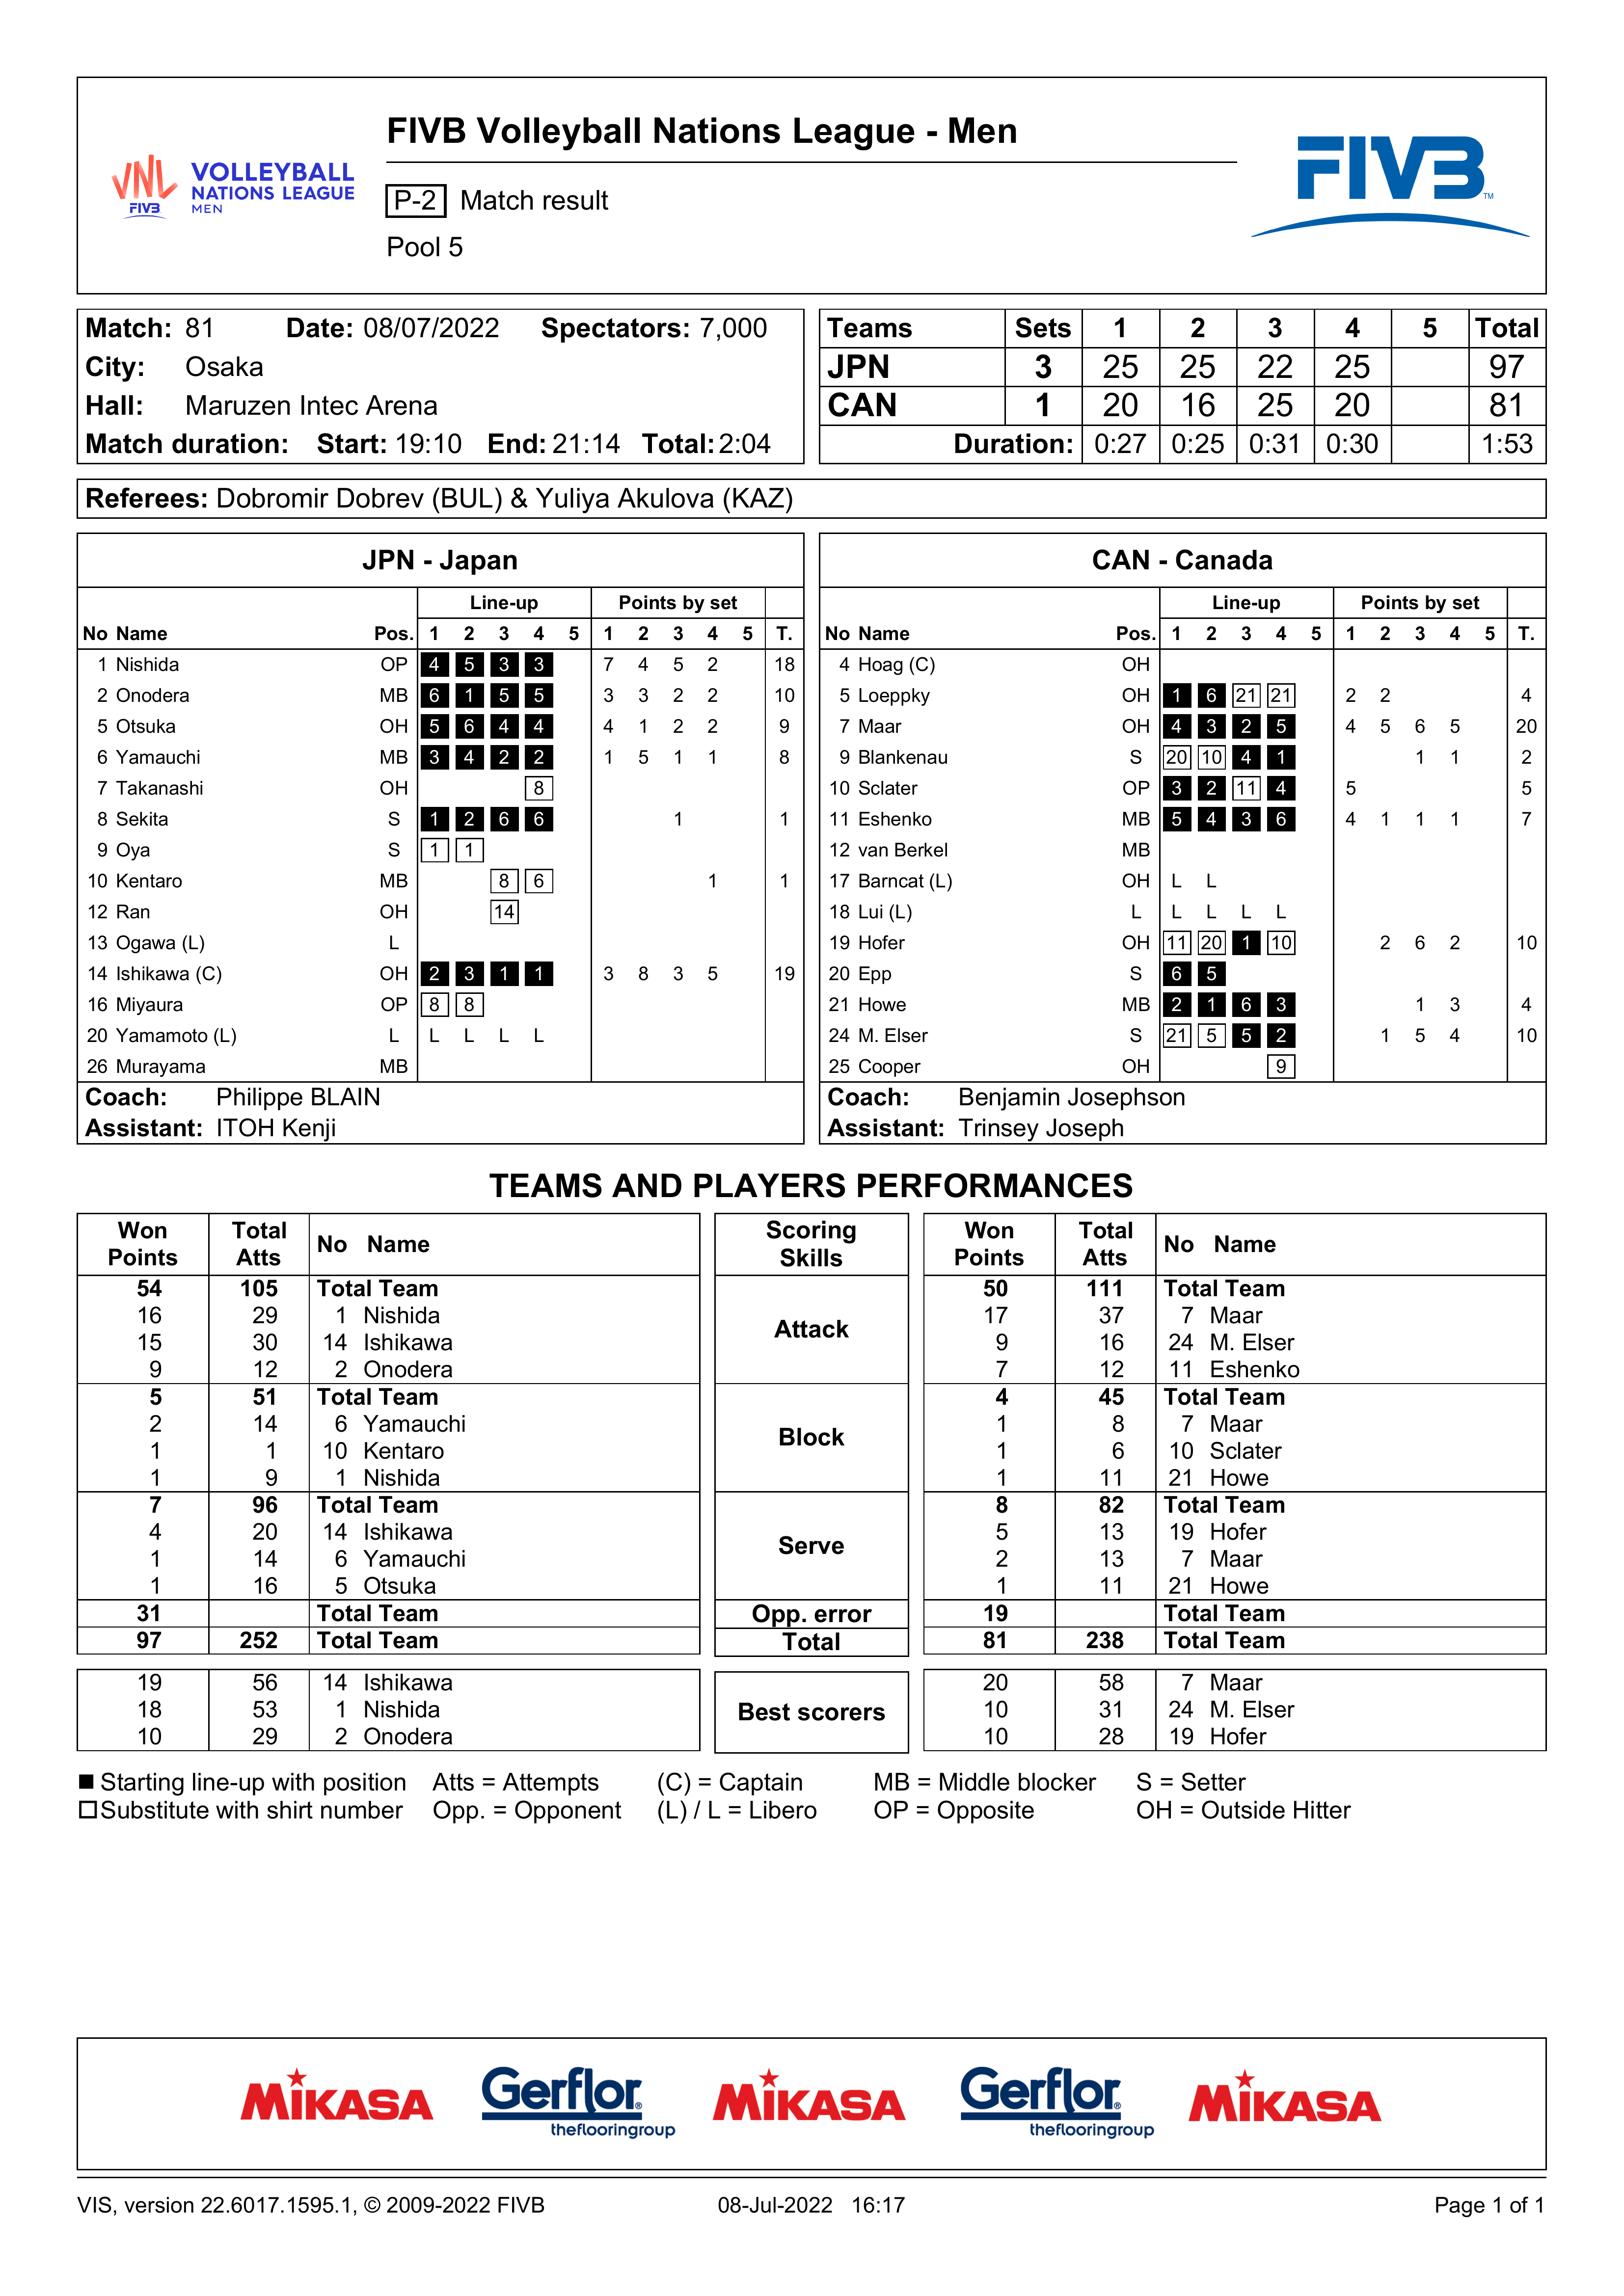 FIVB Volleyball Nations League - Men
VNL FIVB
VOLLEYBALL
NATIONS LEAGUE
MEN
P-2 Match result
Pool 5
FIVB TM
Match: 81 Date: 08/07/2022 Spectators: 7,000
City: Osaka
Hall: Maruzen Intec Arena
Match duration: Start: 19:10 End: 21:14 Total: 2:04
Teams Sets 1 2 3 4 5 Total
JPN 3 25 25 22 25 97
CAN 1 20 16 25 20 81
Duration: 0:27 0:25 0:31 0:30 1:53
Referees: Dobromir Dobrev (BUL) & Yuliya Akulova (KAZ)
JPN - Japan
Line-up Points by set
No Name Pos. 1 2 3 4 5 1 2 3 4 5 T.
1 Nishida OP 4 5 3 3 7 4 5 2 18
2 Onodera MB 6 1 5 5 3 3 2 2 10
5 Otsuka OH 5 6 4 4 4 1 2 2 9
6 Yamauchi MB 3 4 2 2 1 5 1 1 8
7 Takanashi OH 8
8 Sekita S 1 2 6 6 1 1
9 Oya S 1 1
10 Kentaro MB 8 6 1 1
12 Ran OH 14
13 Ogawa (L) L
14 Ishikawa (C) OH 2 3 1 1 3 8 3 5 19
16 Miyaura OP 8 8
20 Yamamoto (L) L L L L L
26 Murayama MB
Coach: Philippe BLAIN
Assistant: ITOH Kenji
CAN - Canada
Line-up Points by set
No Name Pos. 1 2 3 4 5 1 2 3 4 5 T.
4 Hoag (C) OH
5 Loeppky OH 1 6 21 21 2 2 4
7 Maar OH 4 3 2 5 4 5 6 5 20
9 Blankenau S 20 10 4 1 1 1 2
10 Sclater OP 3 2 11 4 5 5
11 Eshenko MB 5 4 3 6 4 1 1 1 7
12 van Berkel MB
17 Barncat (L) OH L L
18 Lui (L) L L L L L
19 Hofer OH 11 20 1 10 2 6 2 10
20 Epp S 6 5
21 Howe MB 2 1 6 3 1 3 4
24 M. Elser S 21 5 5 2 1 5 4 10
25 Cooper OH 9
Coach: Benjamin Josephson
Assistant: Trinsey Joseph
TEAMS AND PLAYERS PERFORMANCES
Won Points Total Atts No Name Scoring Skills Won Points Total Atts No Name
54 105 Total Team Attack 50 111 Total Team
16 29 1 Nishida 17 37 7 Maar
15 30 14 Ishikawa 9 16 24 M. Elser
9 12 2 Onodera 7 12 11 Eshenko
5 51 Total Team Block 4 45 Total Team
2 14 6 Yamauchi 1 8 7 Maar
1 1 10 Kentaro 1 6 10 Sclater
1 9 1 Nishida 1 11 21 Howe
7 96 Total Team Serve 8 82 Total Team
4 20 14 Ishikawa 5 13 19 Hofer
1 14 6 Yamauchi 2 13 7 Maar
1 16 5 Otsuka 1 11 21 Howe
31 Total Team Opp. error 19 Total Team
97 252 Total Team Total 81 238 Total Team
19 56 14 Ishikawa Best scorers 20 58 7 Maar
18 53 1 Nishida 10 31 24 M. Elser
10 29 2 Onodera 10 28 19 Hofer
Starting line-up with position Atts = Attempts (C) = Captain MB = Middle blocker S = Setter
Substitute with shirt number Opp. = Opponent (L) / L = Libero OP = Opposite OH = Outside Hitter
MIKASA Gerflor® theflooringgroup MIKASA Gerflor® theflooringgroup MIKASA
VIS, version 22.6017.1595.1, © 2009-2022 FIVB 08-Jul-2022 16:17 Page 1 of 1